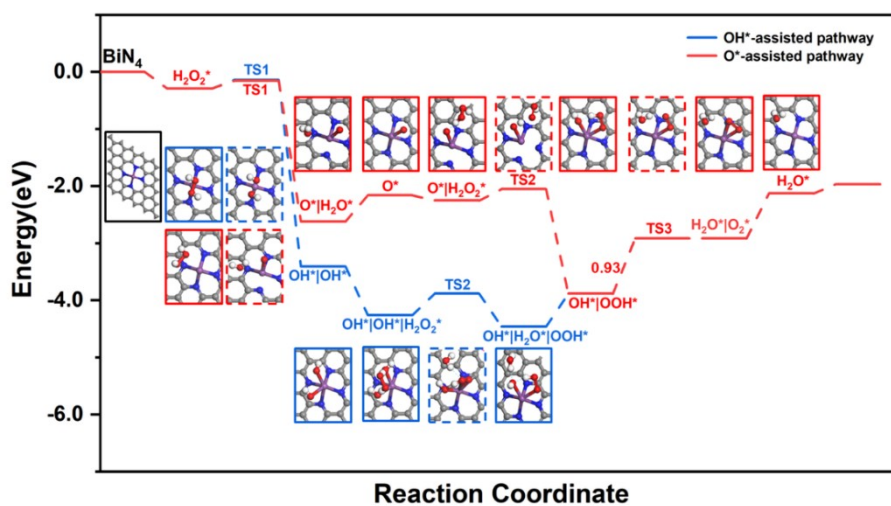 OH*-assisted pathway
O*-assisted pathway
BiN₄
0.0
H₂O₂*
TS1
TS1
-2.0
O*|H₂O*
O*
O*|H₂O₂*
TS2
H₂O*
TS3
H₂O*|O₂*
0.93
OH*|OH*
-4.0
OH*|OH*|H₂O₂*
TS2
OH*|H₂O*|OOH*
OH*|OOH*
-6.0
Energy(eV)
Reaction Coordinate